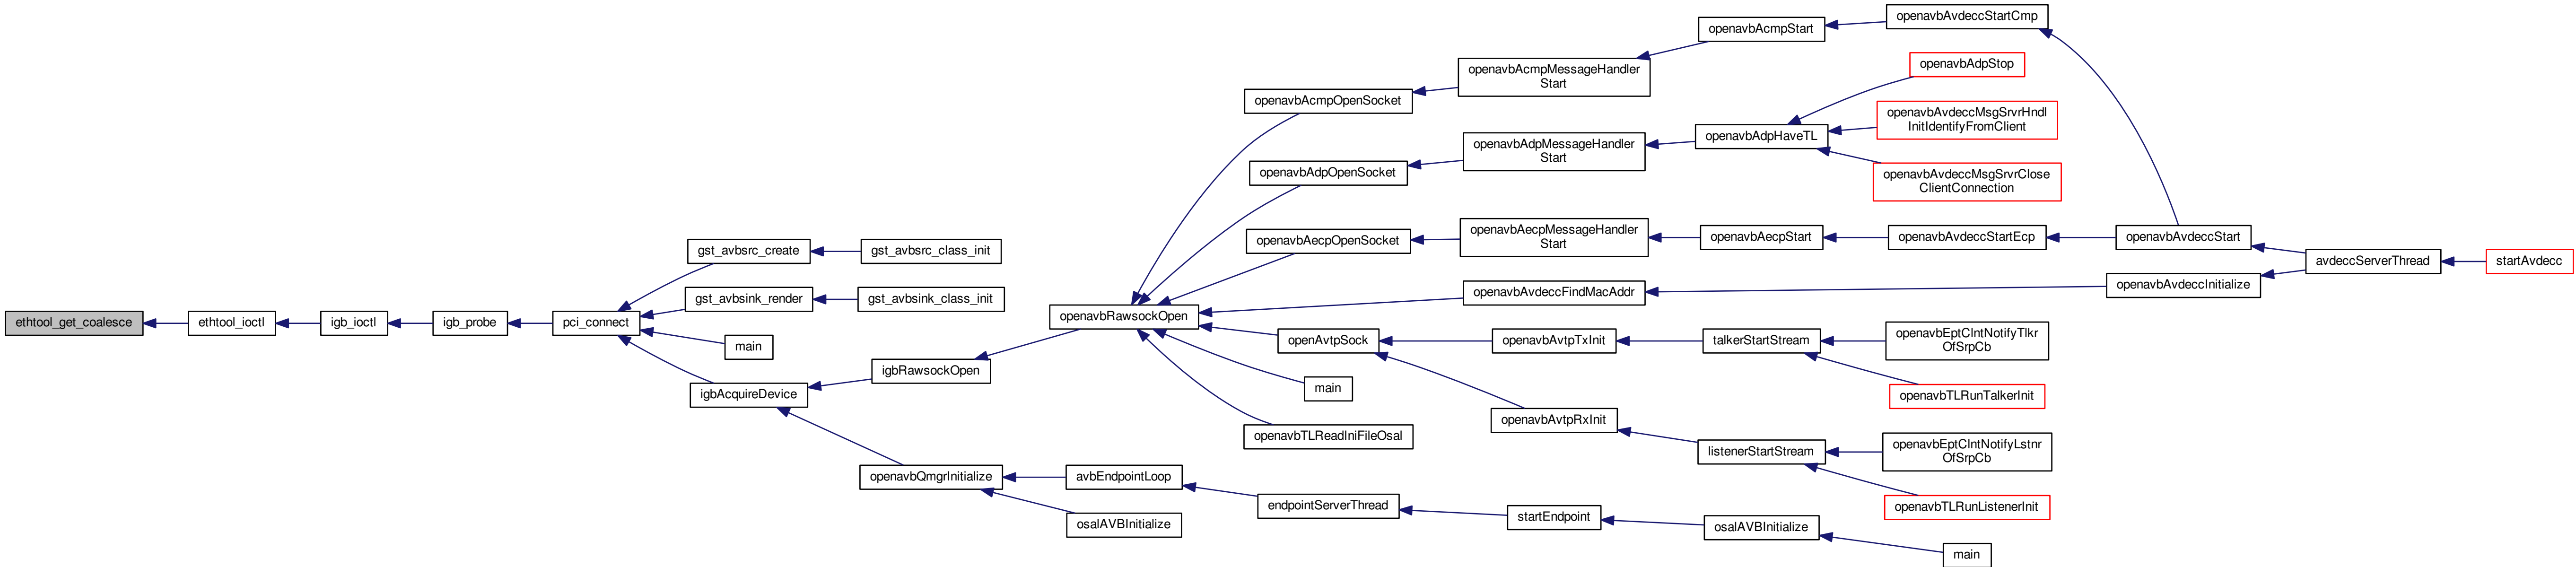 ethtool_get_coalesce
ethtool_ioctl
igb_ioctl
igb_probe
pci_connect
gst_avbsrc_create
gst_avbsrc_class_init
gst_avbsink_render
gst_avbsink_class_init
main
igbAcquireDevice
igbRawsockOpen
openavbQmgrInitialize
openavbRawsockOpen
openavbAcmpOpenSocket
openavbAcmpMessageHandler
Start
openavbAcmpStart
openavbAvdeccStartCmp
openavbAdpOpenSocket
openavbAdpMessageHandler
Start
openavbAdpHaveTL
openavbAdpStop
openavbAvdeccMsgSrvrHndl
InitIdentifyFromClient
openavbAvdeccMsgSrvrClose
ClientConnection
openavbAecpOpenSocket
openavbAecpMessageHandler
Start
openavbAecpStart
openavbAvdeccStartEcp
openavbAvdeccStart
avdeccServerThread
startAvdecc
openavbAvdeccFindMacAddr
openavbAvdeccInitialize
openAvtpSock
openavbAvtpTxInit
talkerStartStream
openavbEptClntNotifyTlkr
OfSrpCb
openavbTLRunTalkerInit
main
openavbAvtpRxInit
listenerStartStream
openavbEptClntNotifyLstnr
OfSrpCb
openavbTLRunListenerInit
openavbTLReadIniFileOsal
avbEndpointLoop
osalAVBInitialize
endpointServerThread
startEndpoint
osalAVBInitialize
main